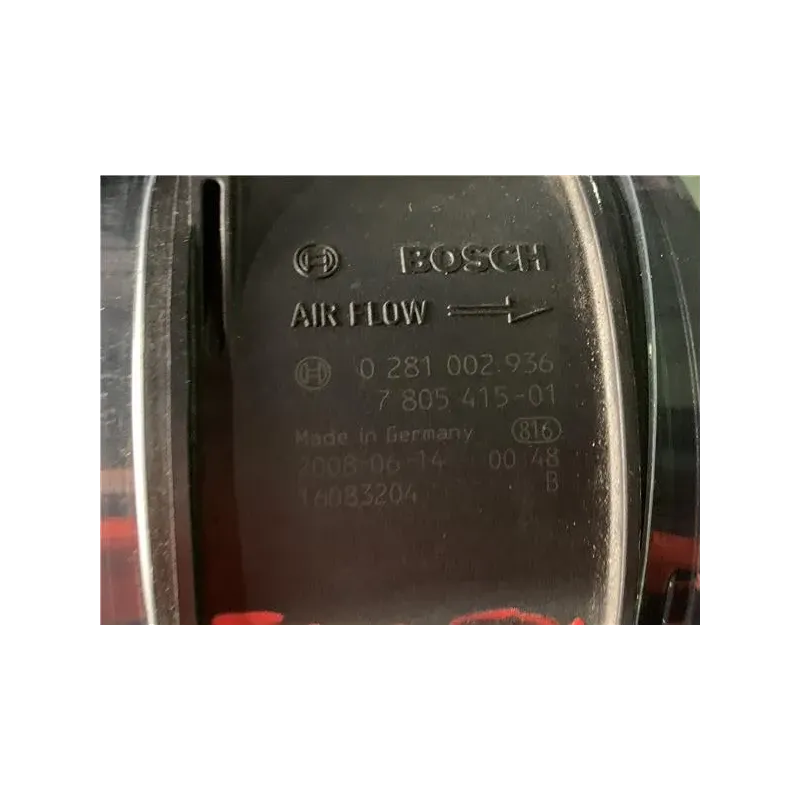 BOSCH
AIR FLOW
0 281 002 936
7 805 415-01
Made in Germany 816
2008-06-14 00 48
16083204 B